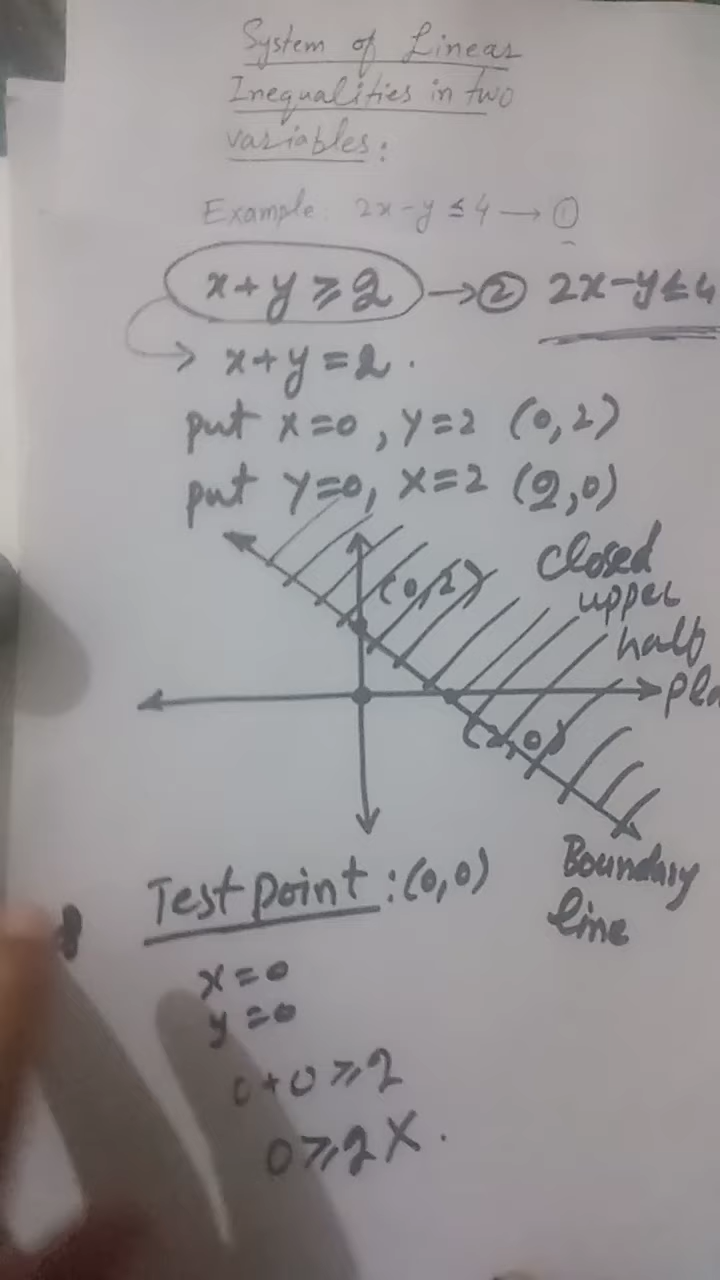 System of Linear
Inequalities in two
variables:
Example: 2x-y ≤ 4 → ①
x+y ≥ 2 → ② 2x-y ≤ 4
→ x+y = 2.
put x=0, y=2 (0,2)
put y=0, x=2 (2,0)
closed
upper
half
(0,2)
(2,0)
Boundary
line
Test point: (0,0)
x=0
y=0
0+0 ≥ 2
0 ≥ 2 X.